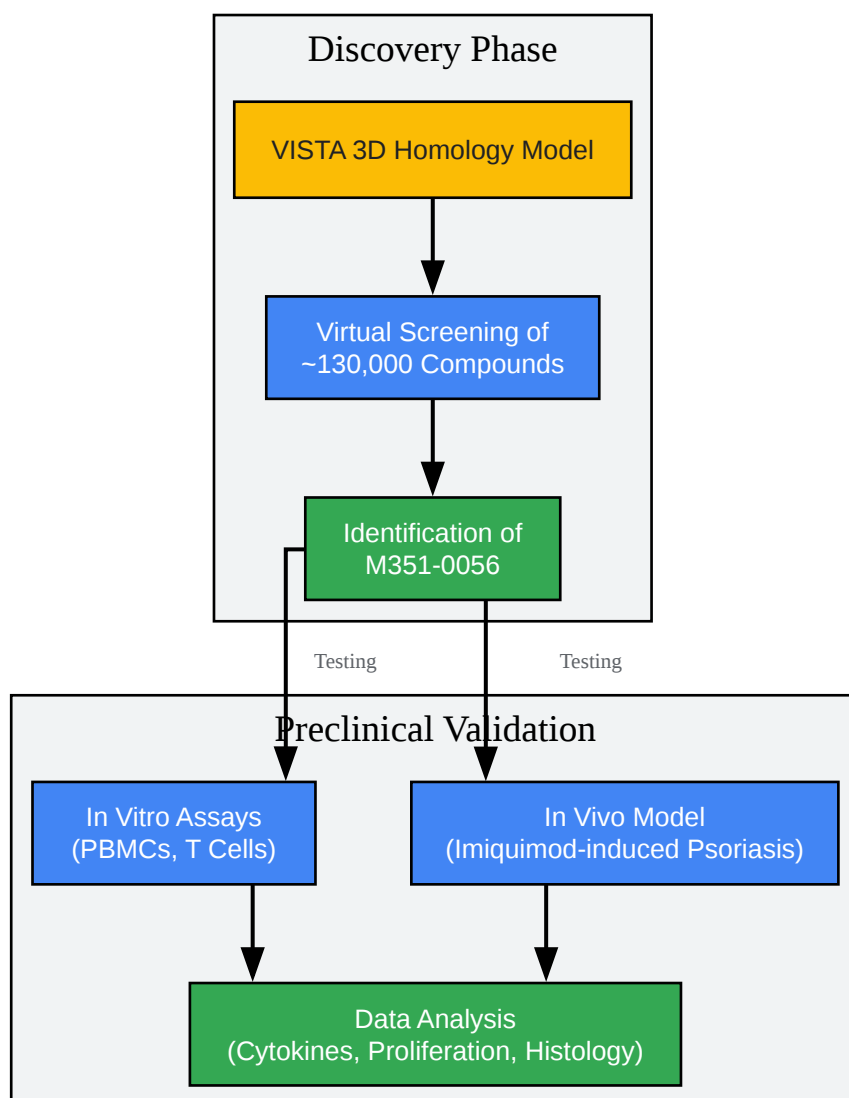 Discovery Phase
VISTA 3D Homology Model
Virtual Screening of
~130,000 Compounds
Identification of
M351-0056
Testing
Testing
Preclinical Validation
In Vitro Assays
(PBMCs, T Cells)
In Vivo Model
(Imiquimod-induced Psoriasis)
Data Analysis
(Cytokines, Proliferation, Histology)